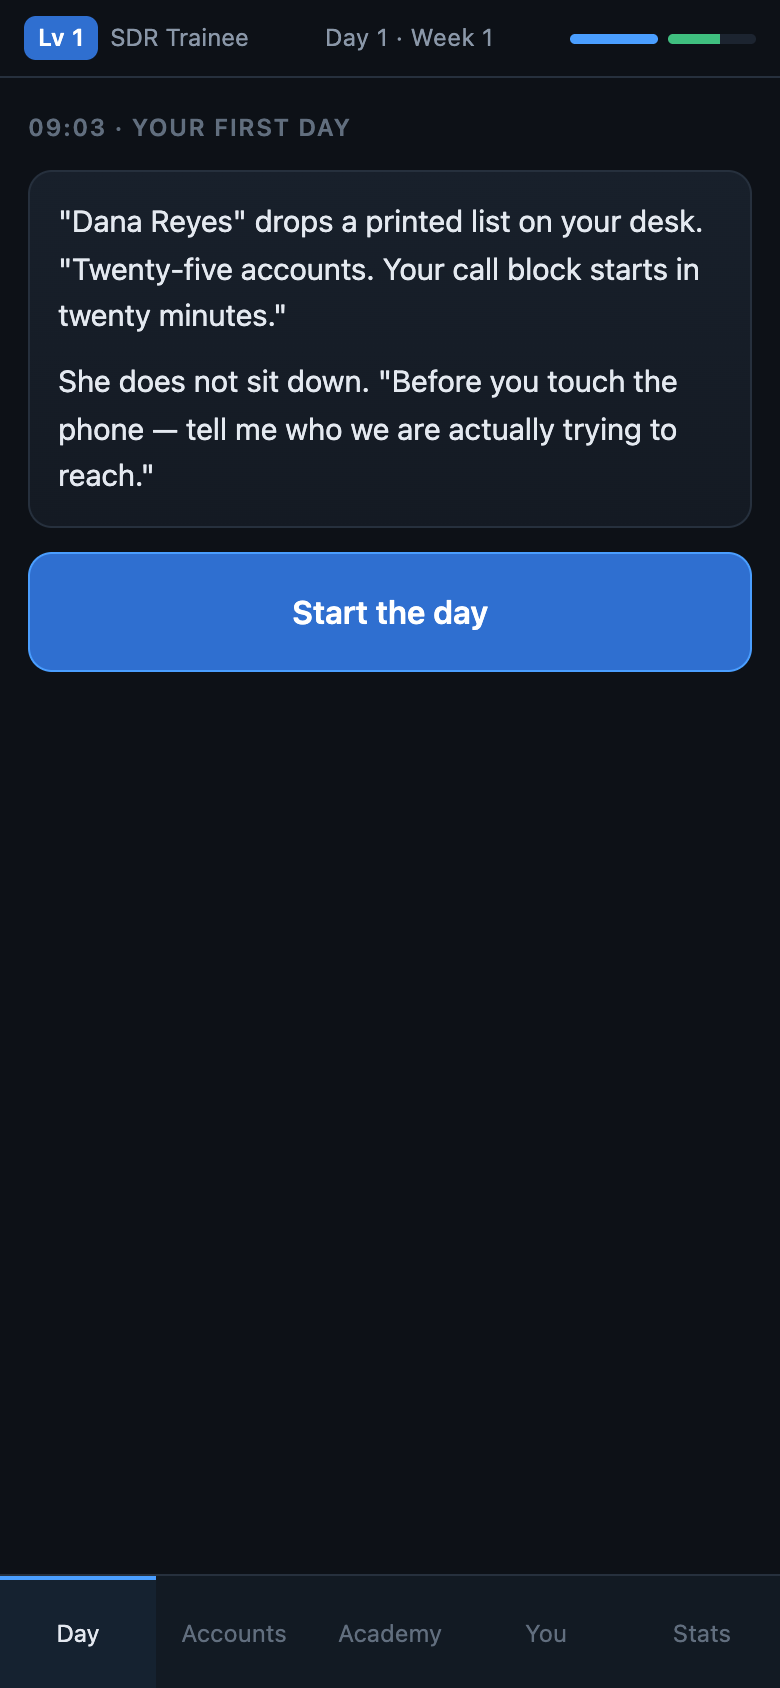 Lv 1 SDR Trainee Day 1 · Week 1
09:03 · YOUR FIRST DAY
"Dana Reyes" drops a printed list on your desk.
"Twenty-five accounts. Your call block starts in
twenty minutes."
She does not sit down. "Before you touch the
phone — tell me who we are actually trying to
reach."
Start the day
Day Accounts Academy You Stats